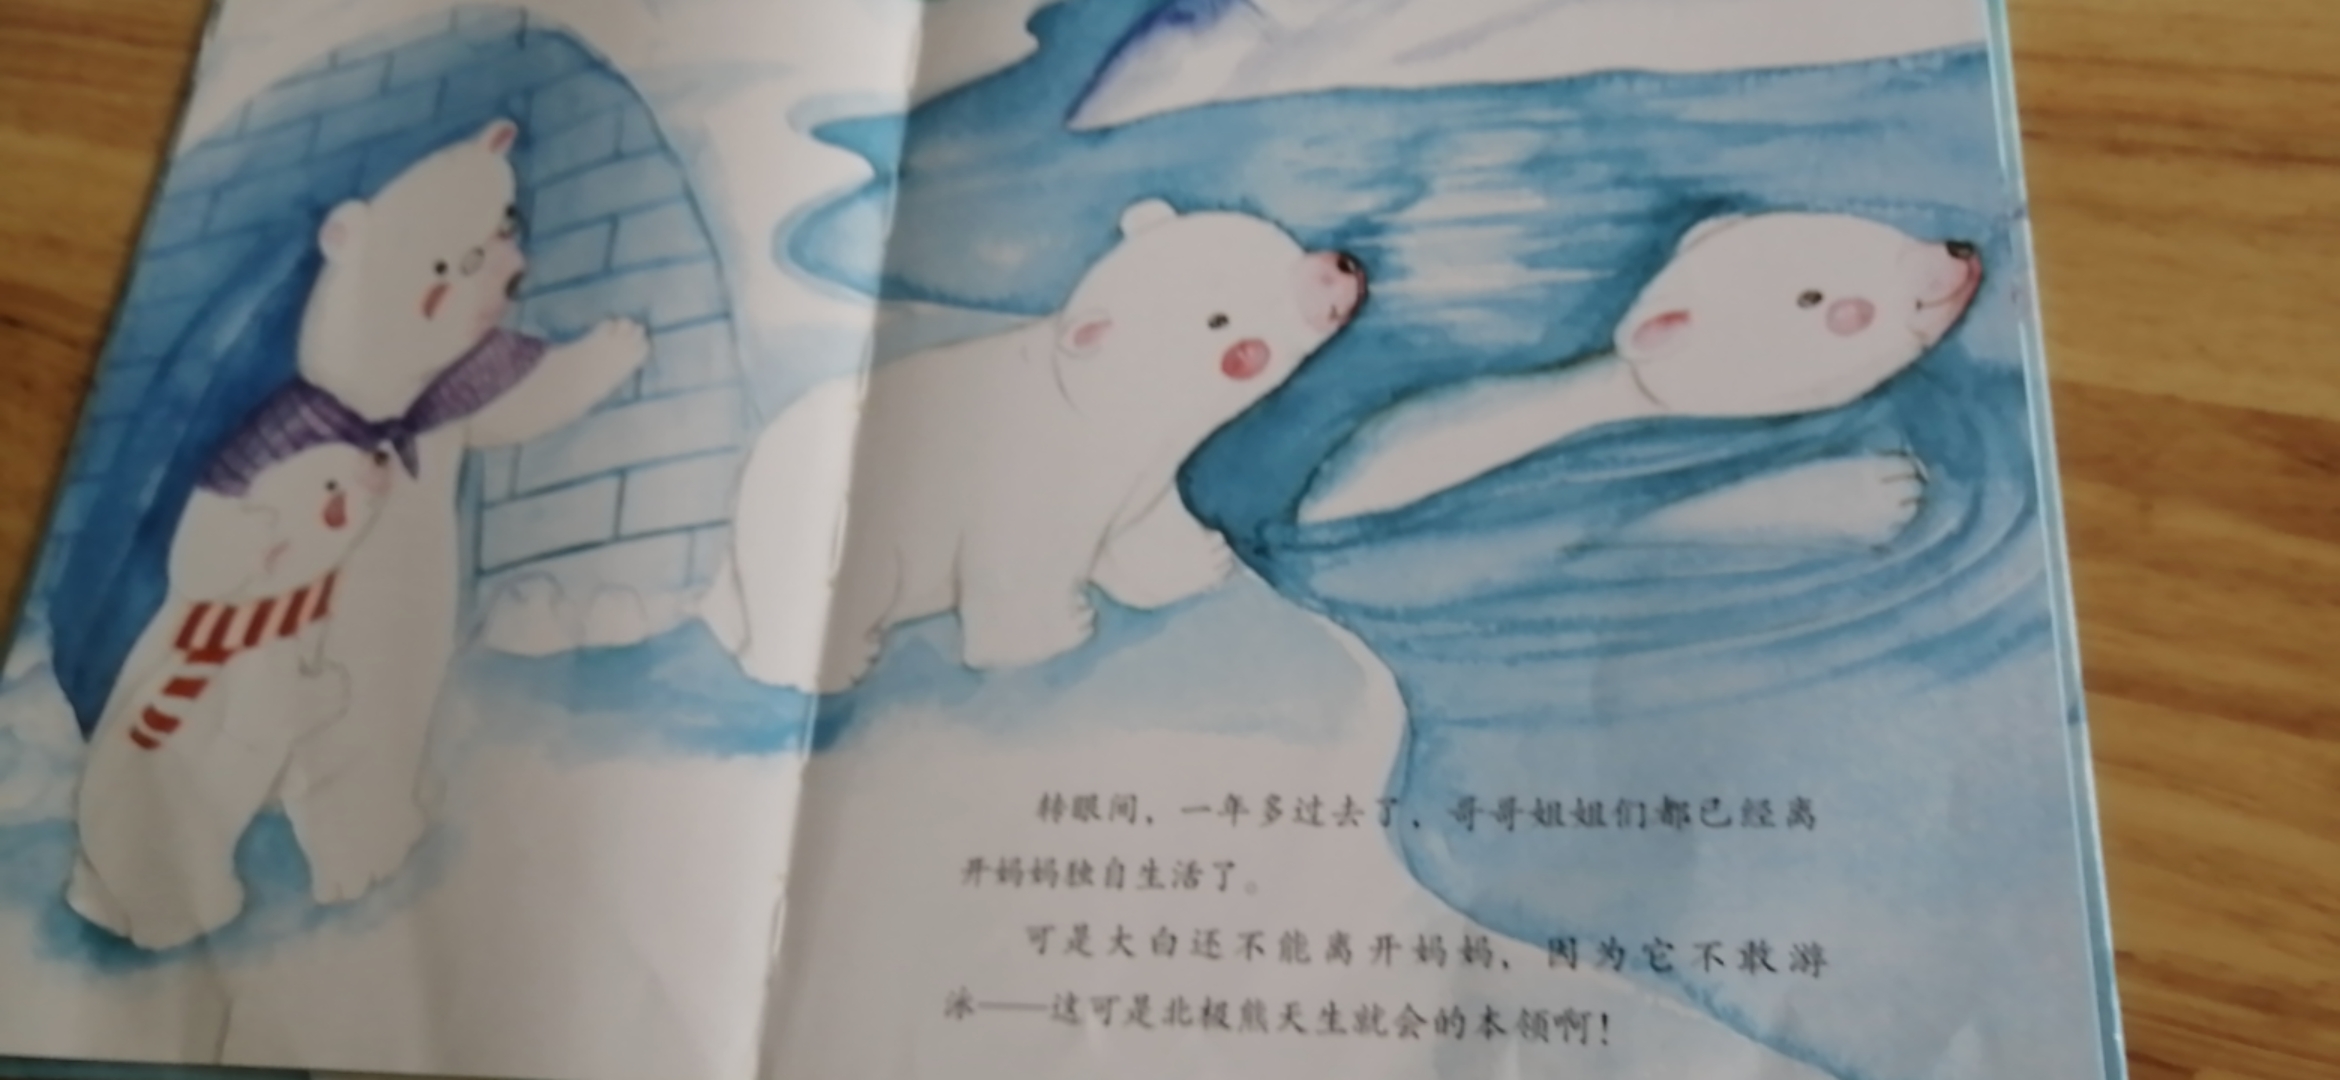 转眼间，一年多过去了，哥哥姐姐们都已经离
开妈妈独自生活了。
可是大白还不能离开妈妈，因为它不敢游
泳——这可是北极熊天生就会的本领啊！